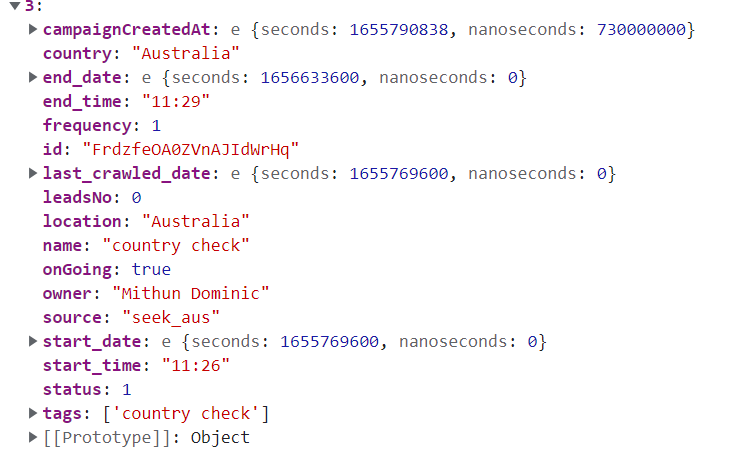 3:
campaignCreatedAt: e {seconds: 1655790838, nanoseconds: 730000000}
country: "Australia"
end_date: e {seconds: 1656633600, nanoseconds: 0}
end_time: "11:29"
frequency: 1
id: "FrdzfeOA0ZVnAJIdWrHq"
last_crawled_date: e {seconds: 1655769600, nanoseconds: 0}
leadsNo: 0
location: "Australia"
name: "country check"
onGoing: true
owner: "Mithun Dominic"
source: "seek_aus"
start_date: e {seconds: 1655769600, nanoseconds: 0}
start_time: "11:26"
status: 1
tags: ['country check']
[[Prototype]]: Object